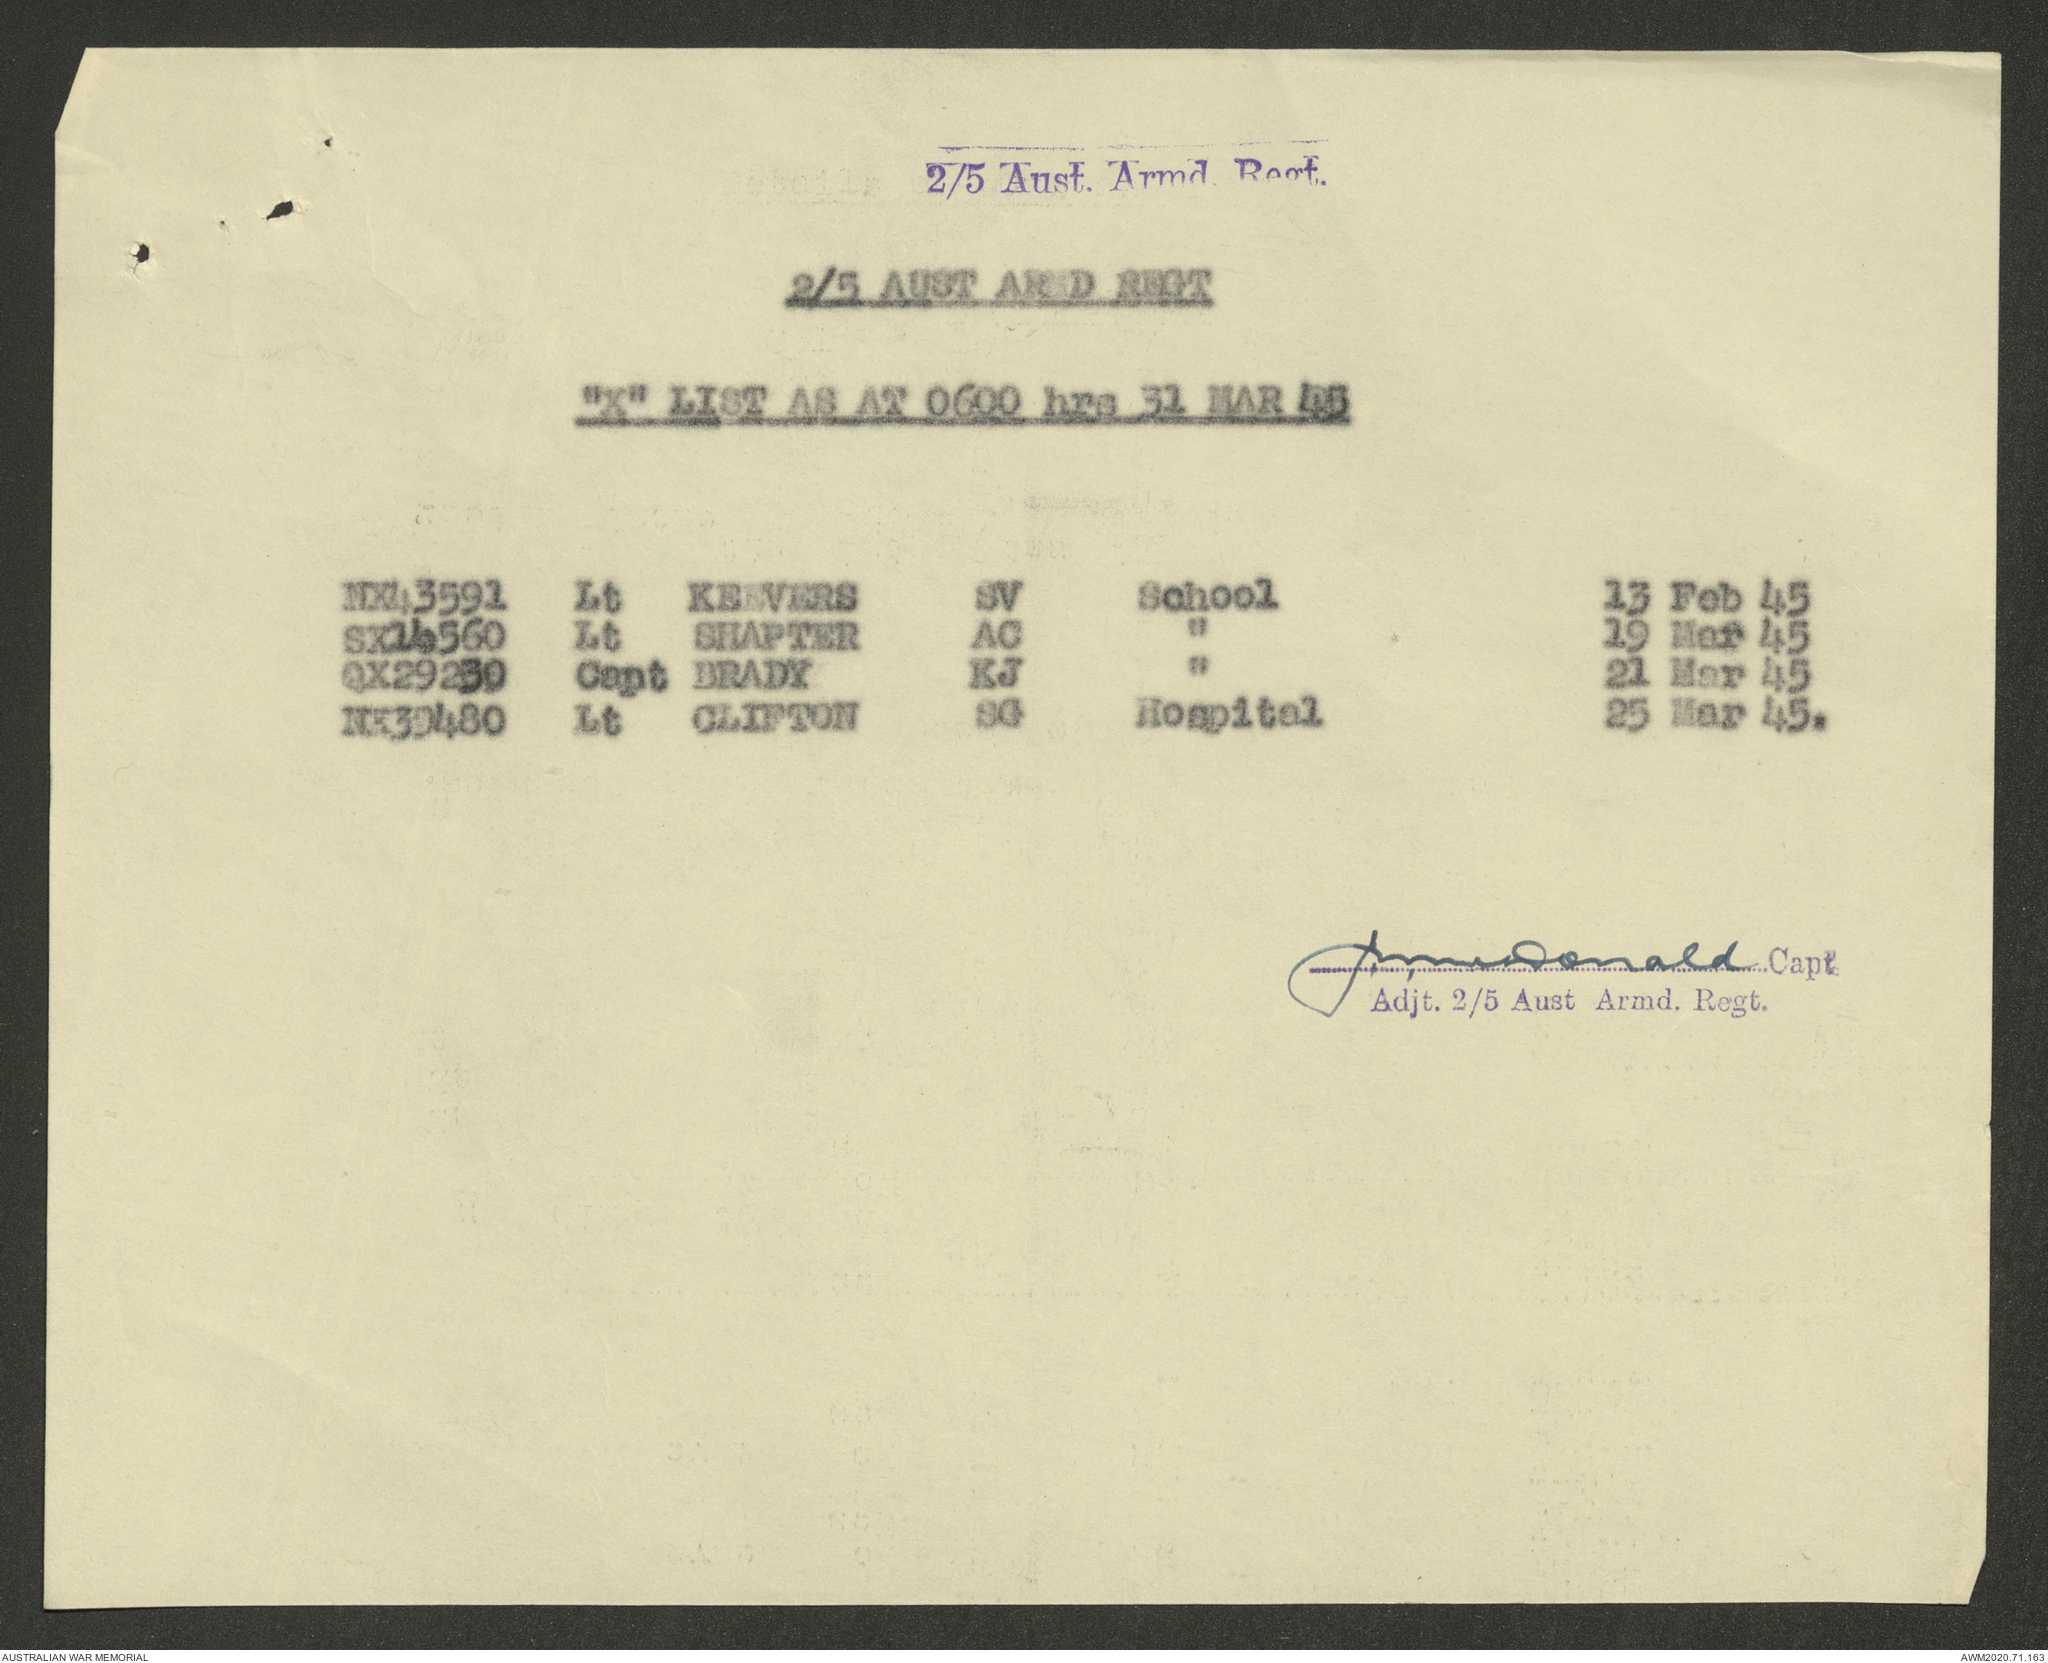 2/5 Aust. Armd. Regt.
2/5 AUST ARMD REGT
"X" LIST AS AT 0600 hrs 31 MAR 45
NX43591 Lt KEEVERS SV School 13 Feb 45
SX14560 Lt SHAPTER AC " 19 Mar 45
QX29230 Capt BRADY KJ " 21 Mar 45
NX39480 Lt CLIFTON SG Hospital 25 Mar 45.
McDonald Capt
Adjt. 2/5 Aust Armd. Regt.
AUSTRALIAN WAR MEMORIAL
AWM2020.71.163